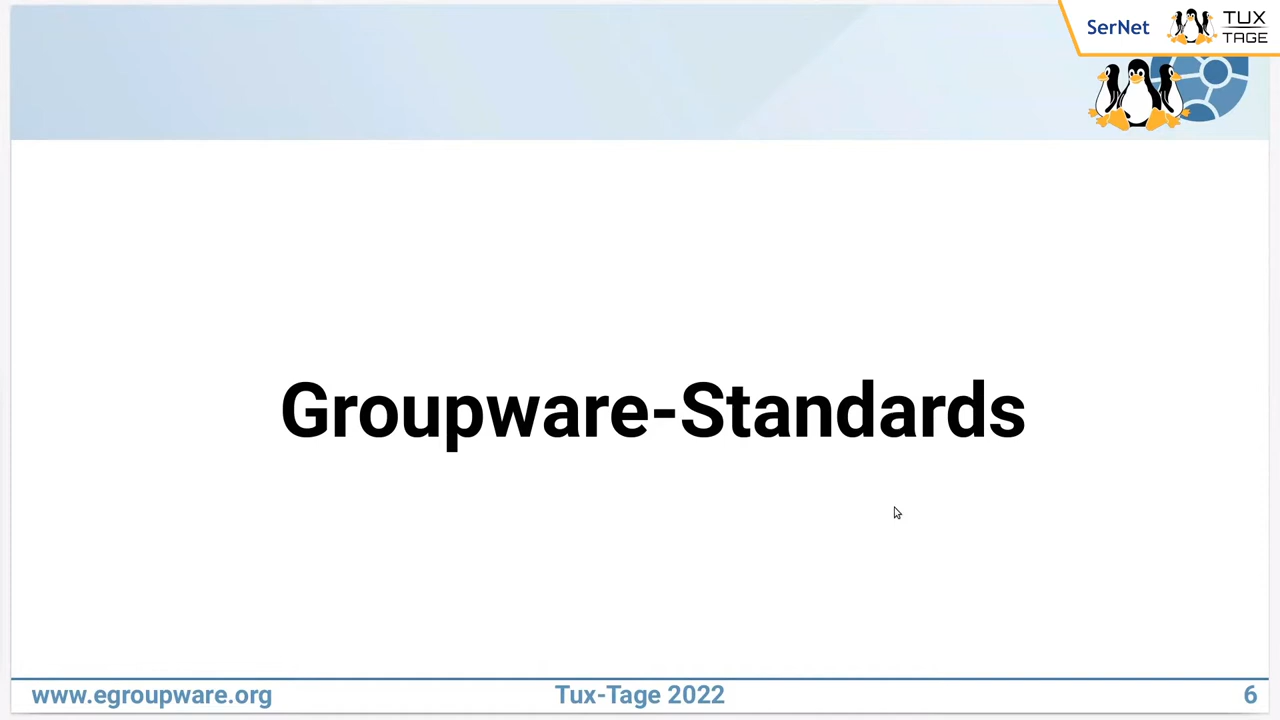 SerNet
TUX
TAGE
Groupware-Standards
www.egroupware.org
Tux-Tage 2022
6